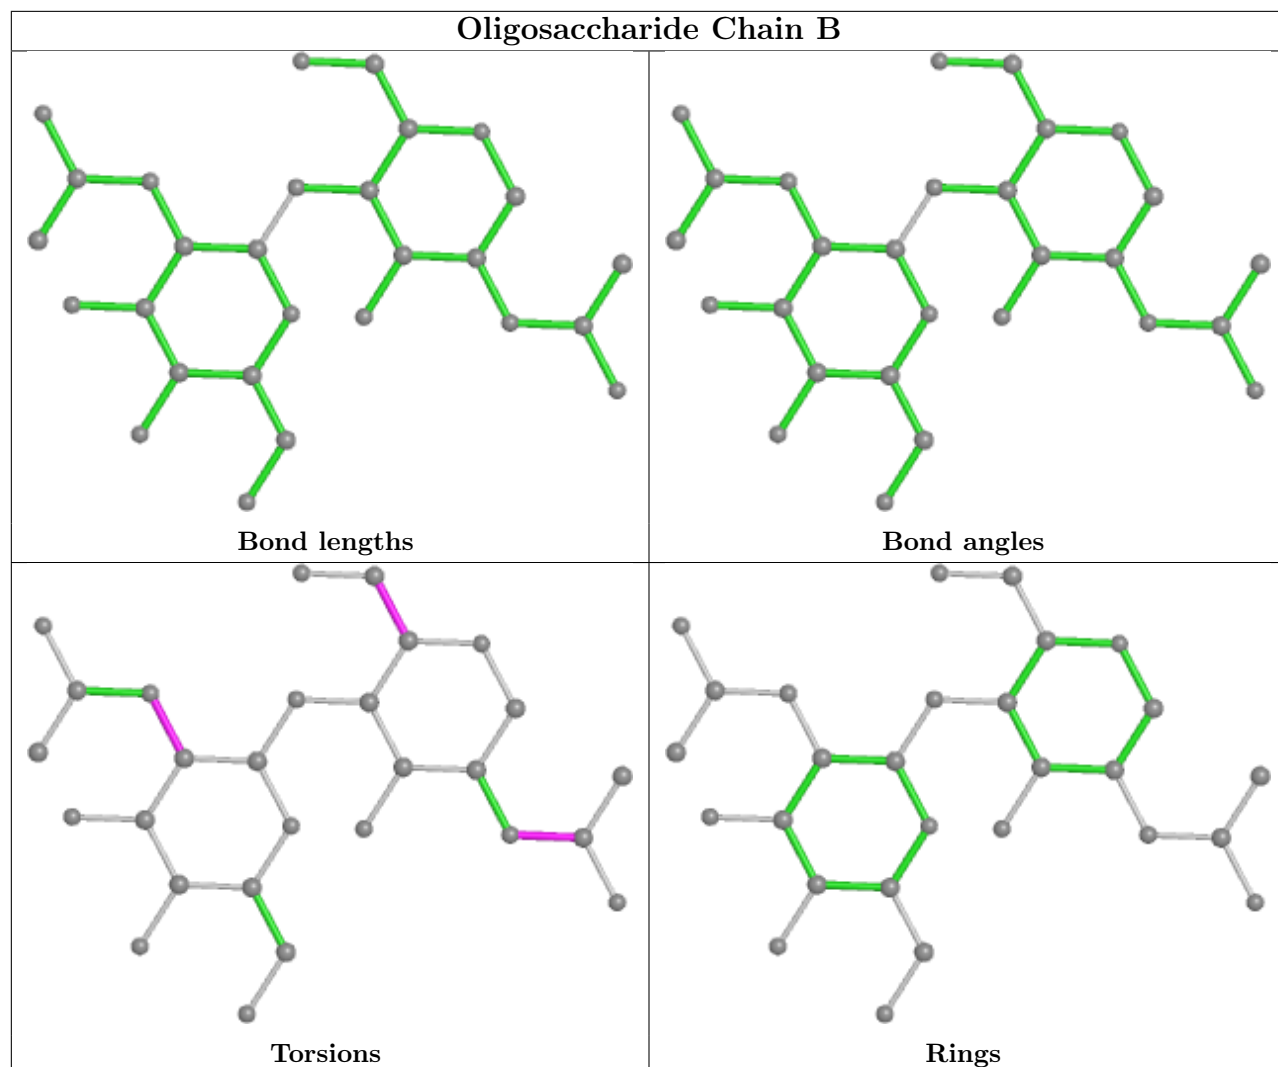 Oligosaccharide Chain B
Bond lengths
Bond angles
Torsions
Rings